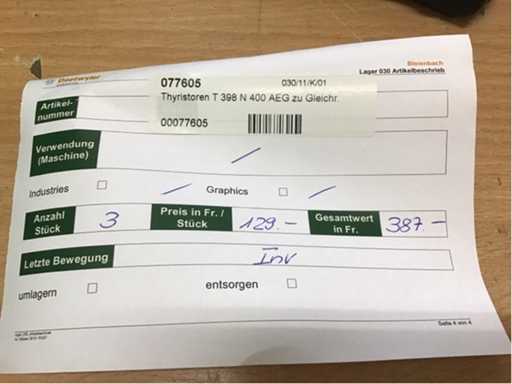 Daetwyler
Bleienbach
Lager 030 Artikelbeschrieb
077605 030/11/K/01
Thyristoren T 398 N 400 AEG zu Gleichr.
00077605
Artikel-
nummer
Verwendung
(Maschine)
Industries Graphics
Anzahl
Stück
3
Preis in Fr. /
Stück
129.-
Gesamtwert
in Fr.
387.-
Letzte Bewegung Inv
umlagern entsorgen
Seite 4 von 4